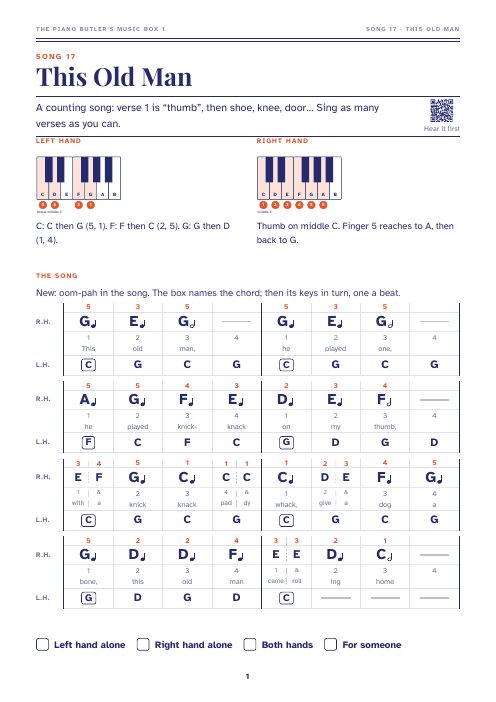 THE PIANO BUTLER'S MUSIC BOX 1 SONG 17 · THIS OLD MAN
SONG 17
This Old Man
A counting song: verse 1 is “thumb”, then shoe, knee, door... Sing as many
verses as you can.
Hear it first
LEFT HAND RIGHT HAND
C D E F G A B C D E F G A B
5 4 2 1 1 2 3 4 5 5
below middle C
C: C then G (5, 1). F: F then C (2, 5). G: G then D
(1, 4).
Thumb on middle C. Finger 5 reaches to A, then
back to G.
THE SONG
New: oom-pah in the song. The box names the chord; then its keys in turn, one a beat.
5 3 5 5 3 5
R.H. G E G G E G
1 2 3 4 1 2 3 4
This old man, he played one,
L.H. C G C G C G C G
5 5 4 3 2 3 4
R.H. A G F E D E F
1 2 3 4 1 2 3 4
he played knick- knack on my thumb,
L.H. F C F C G D G D
3 4 5 1 1 1 1 2 3 4 5
R.H. E F G C C C C D E F G
1 & 2 3 4 & 1 2 & 3 4
with a knick knack pad dy whack, give a dog a
L.H. C G C G C G C G
5 2 2 4 3 3 2 1
R.H. G D D F E E D C
1 2 3 4 1 & 2 3 4
bone, this old man came roll ing home
L.H. G D G D C
Left hand alone Right hand alone Both hands For someone
1